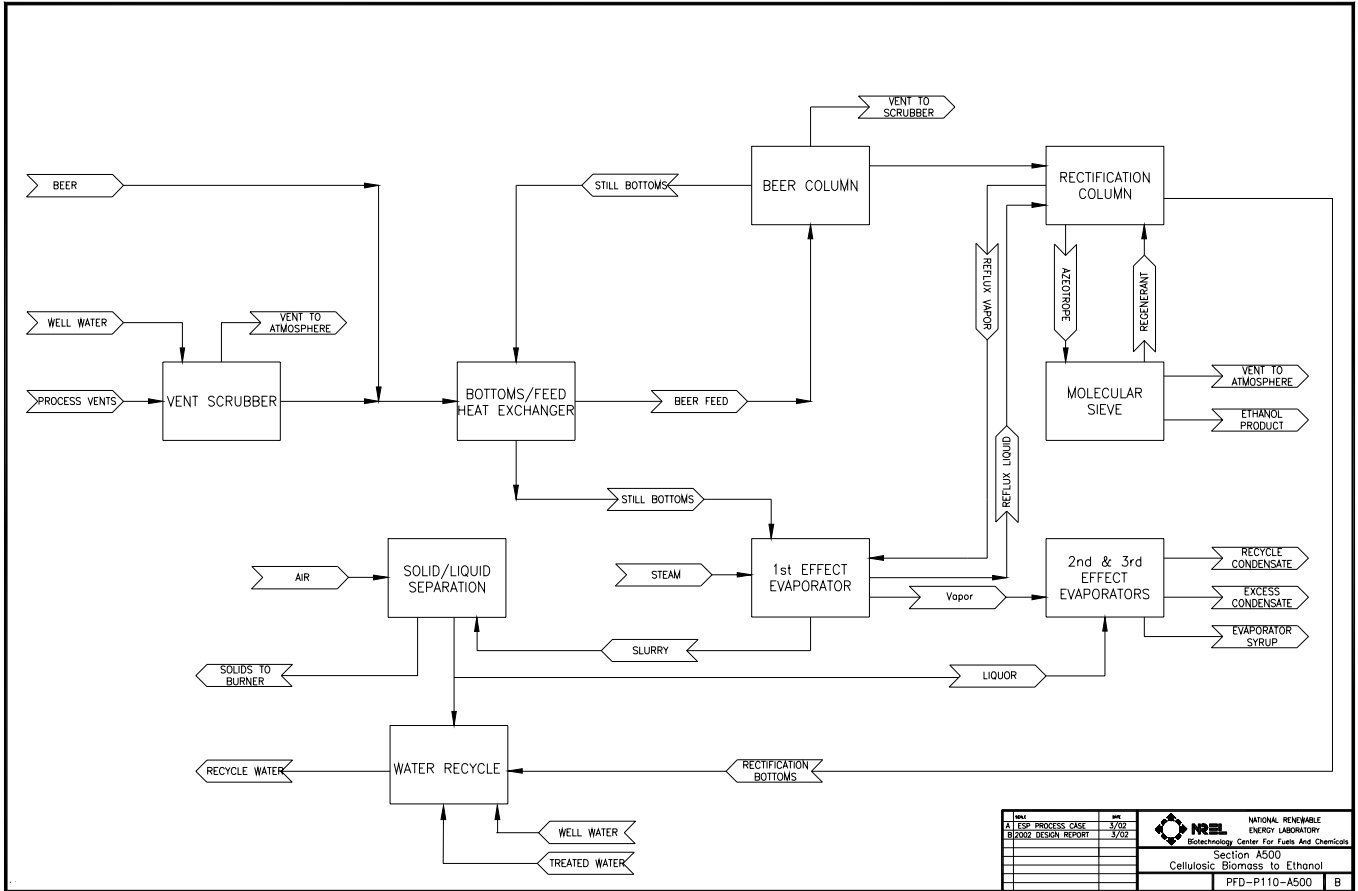 VENT TO
SCRUBBER
BEER
STILL BOTTOMS
BEER COLUMN
RECTIFICATION
COLUMN
REFLUX VAPOR
AZEOTROPE
REGENERANT
WELL WATER
VENT TO
ATMOSPHERE
PROCESS VENTS
VENT SCRUBBER
BOTTOMS/FEED
HEAT EXCHANGER
BEER FEED
MOLECULAR
SIEVE
VENT TO
ATMOSPHERE
ETHANOL
PRODUCT
REFLUX LIQUID
STILL BOTTOMS
AIR
SOLID/LIQUID
SEPARATION
STEAM
1st EFFECT
EVAPORATOR
Vapor
2nd & 3rd
EFFECT
EVAPORATORS
RECYCLE
CONDENSATE
EXCESS
CONDENSATE
EVAPORATOR
SYRUP
SLURRY
SOLIDS TO
BURNER
LIQUOR
RECYCLE WATER
WATER RECYCLE
RECTIFICATION
BOTTOMS
WELL WATER
TREATED WATER
DATE
A ESP PROCESS CASE 3/02
B 2002 DESIGN REPORT 3/02
NREL
NATIONAL RENEWABLE
ENERGY LABORATORY
Biotechnology Center For Fuels And Chemicals
Section A500
Cellulosic Biomass to Ethanol
PFD-P110-A500 B